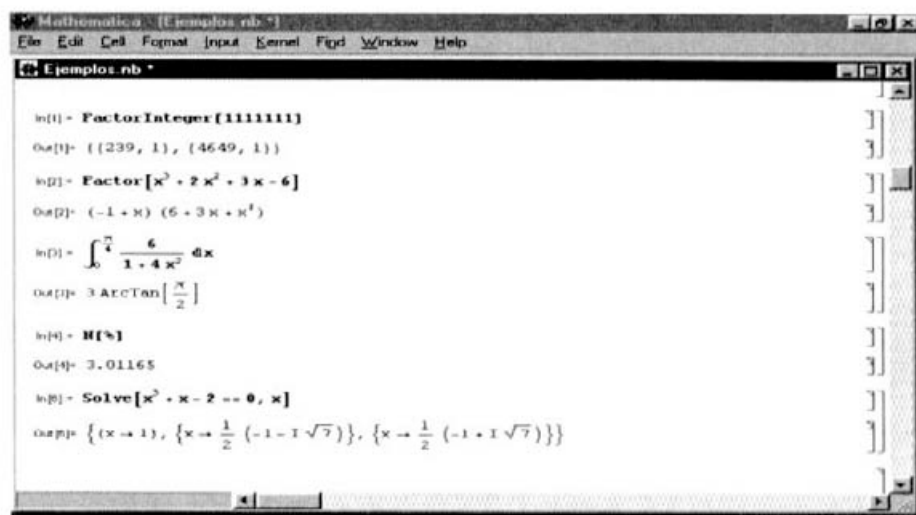 Mathematica - [Ejemplos.nb *]
File Edit Cell Format Input Kernel Find Window Help
Ejemplos.nb *
In[1]:= FactorInteger[1111111]
Out[1]= {{239, 1}, {4649, 1}}
In[2]:= Factor[x³ + 2 x² + 3 x - 6]
Out[2]= (-1 + x) (6 + 3 x + x²)
In[3]:= ∫₀^(π/4) 6/(1 + 4 x²) dx
Out[3]= 3 ArcTan[π/2]
In[4]:= N[%]
Out[4]= 3.01165
In[8]:= Solve[x³ + x - 2 == 0, x]
Out[8]= {{x → 1}, {x → 1/2 (-1 - I √7)}, {x → 1/2 (-1 + I √7)}}